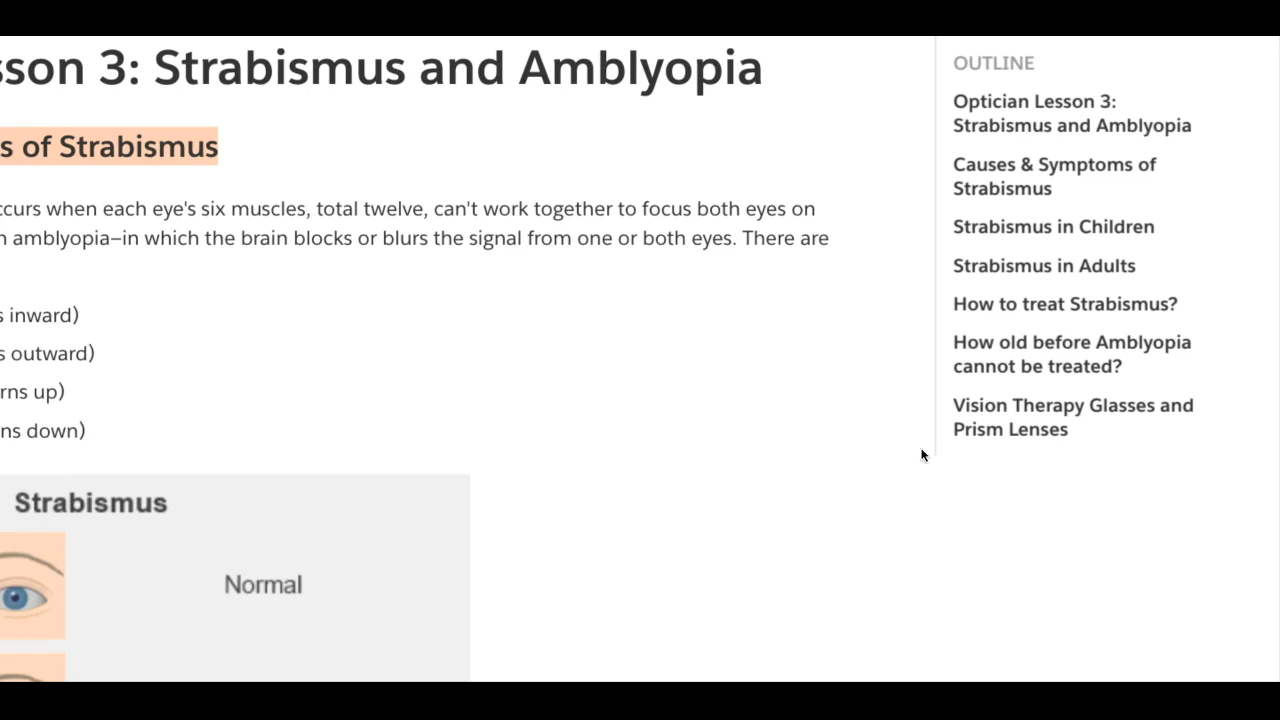 sson 3: Strabismus and Amblyopia
s of Strabismus
ccurs when each eye's six muscles, total twelve, can't work together to focus both eyes on
n amblyopia—in which the brain blocks or blurs the signal from one or both eyes. There are
s inward)
s outward)
rns up)
ns down)
Strabismus
Normal
OUTLINE
Optician Lesson 3:
Strabismus and Amblyopia
Causes & Symptoms of
Strabismus
Strabismus in Children
Strabismus in Adults
How to treat Strabismus?
How old before Amblyopia
cannot be treated?
Vision Therapy Glasses and
Prism Lenses